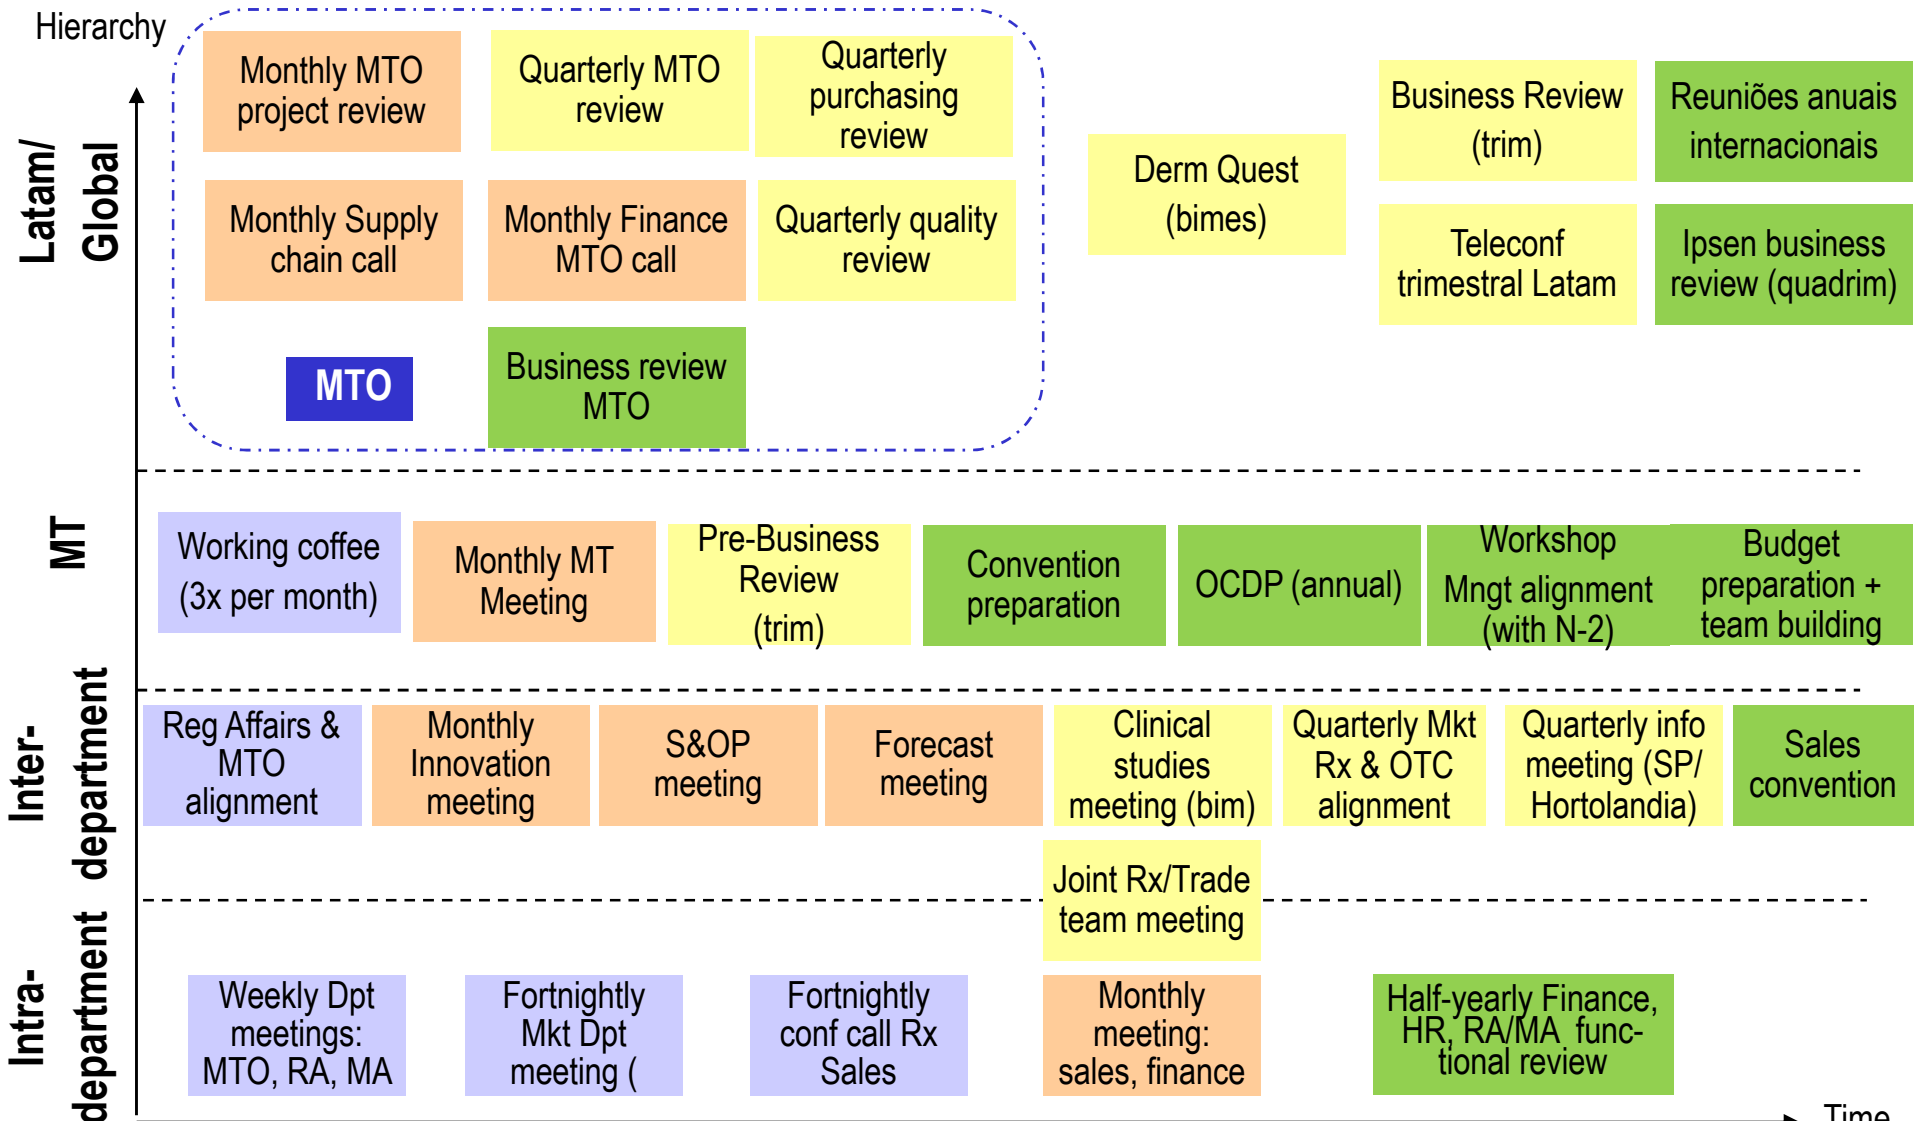 Hierarchy
Latam/
Global
Monthly MTO
project review
Quarterly MTO
review
Quarterly
purchasing
review
Monthly Supply
chain call
Monthly Finance
MTO call
Quarterly quality
review
MTO
Business review
MTO
Derm Quest
(bimes)
Business Review
(trim)
Reuniões anuais
internacionais
Teleconf
trimestral Latam
Ipsen business
review (quadrim)
MT
Working coffee
(3x per month)
Monthly MT
Meeting
Pre-Business
Review
(trim)
Convention
preparation
OCDP (annual)
Workshop
Mngt alignment
(with N-2)
Budget
preparation +
team building
Inter-
department
Reg Affairs &
MTO
alignment
Monthly
Innovation
meeting
S&OP
meeting
Forecast
meeting
Clinical
studies
meeting (bim)
Quarterly Mkt
Rx & OTC
alignment
Quarterly info
meeting (SP/
Hortolandia)
Sales
convention
Joint Rx/Trade
team meeting
Intra-
department
Weekly Dpt
meetings:
MTO, RA, MA
Fortnightly
Mkt Dpt
meeting (
Fortnightly
conf call Rx
Sales
Monthly
meeting:
sales, finance
Half-yearly Finance,
HR, RA/MA func-
tional review
Time